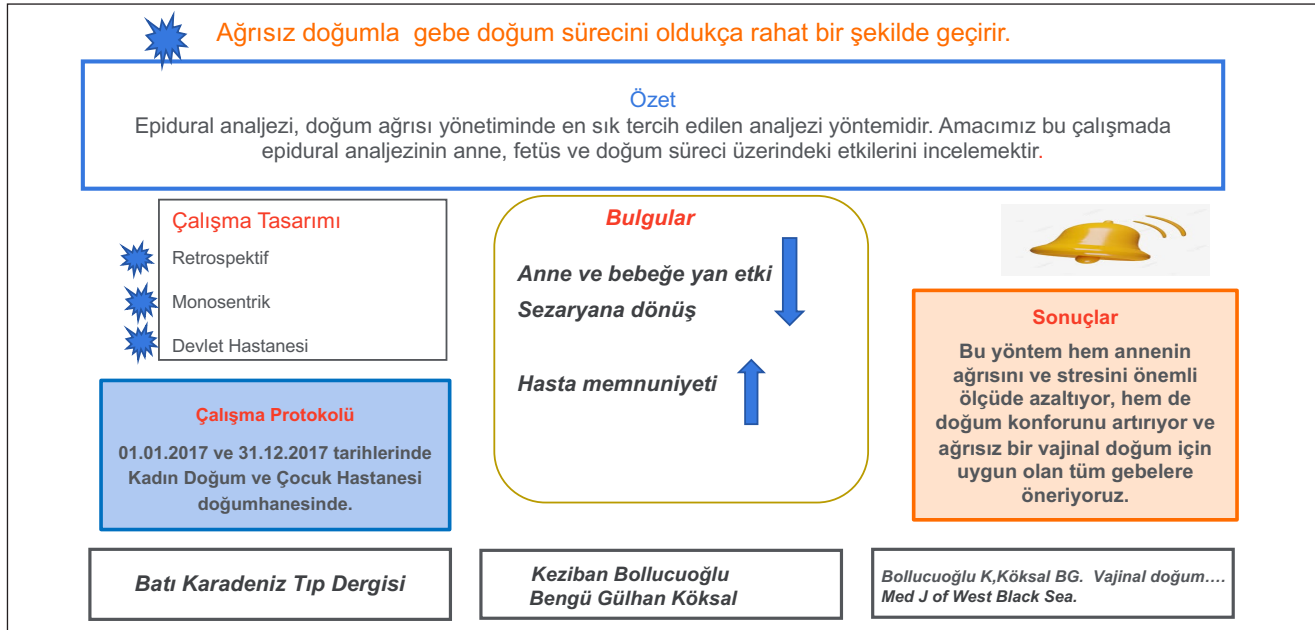 Ağrısız doğumla gebe doğum sürecini oldukça rahat bir şekilde geçirir.
Özet
Epidural analjezi, doğum ağrısı yönetiminde en sık tercih edilen analjezi yöntemidir. Amacımız bu çalışmada
epidural analjezinin anne, fetüs ve doğum süreci üzerindeki etkilerini incelemektir.
Çalışma Tasarımı
Retrospektif
Monosentrik
Devlet Hastanesi
Çalışma Protokolü
01.01.2017 ve 31.12.2017 tarihlerinde
Kadın Doğum ve Çocuk Hastanesi
doğumhanesinde.
Bulgular
Anne ve bebeğe yan etki
Sezaryana dönüş
Hasta memnuniyeti
Sonuçlar
Bu yöntem hem annenin
ağrısını ve stresini önemli
ölçüde azaltıyor, hem de
doğum konforunu artırıyor ve
ağrısız bir vajinal doğum için
uygun olan tüm gebelere
öneriyoruz.
Batı Karadeniz Tıp Dergisi
Keziban Bollucuoğlu
Bengü Gülhan Köksal
Bollucuoğlu K,Köksal BG. Vajinal doğum....
Med J of West Black Sea.